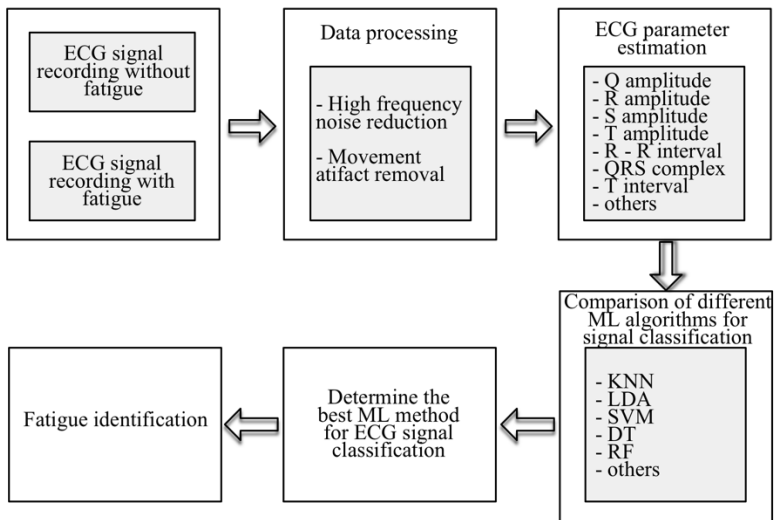 ECG signal
recording without
fatigue
ECG signal
recording with
fatigue
Data processing
- High frequency
noise reduction
- Movement
atifact removal
ECG parameter
estimation
- Q amplitude
- R amplitude
- S amplitude
- T amplitude
- R - R interval
- QRS complex
- T interval
- others
Comparison of different
ML algorithms for
signal classification
- KNN
- LDA
- SVM
- DT
- RF
- others
Determine the
best ML method
for ECG signal
classification
Fatigue identification